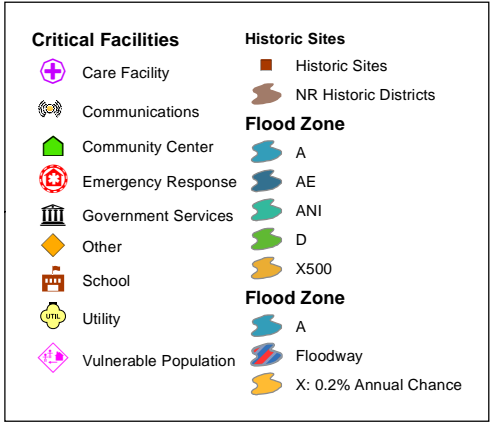 Critical Facilities
Care Facility
Communications
Community Center
Emergency Response
Government Services
Other
School
UTIL
Utility
Vulnerable Population
Historic Sites
Historic Sites
NR Historic Districts
Flood Zone
A
AE
ANI
D
X500
Flood Zone
A
Floodway
X: 0.2% Annual Chance